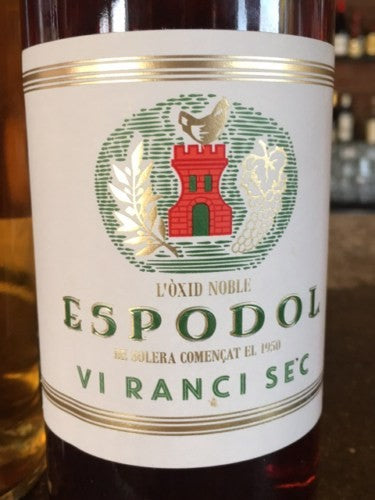 L'ÒXID NOBLE
ESPODOL
DE SOLERA COMENÇAT EL 1950
VI RANCI SEC